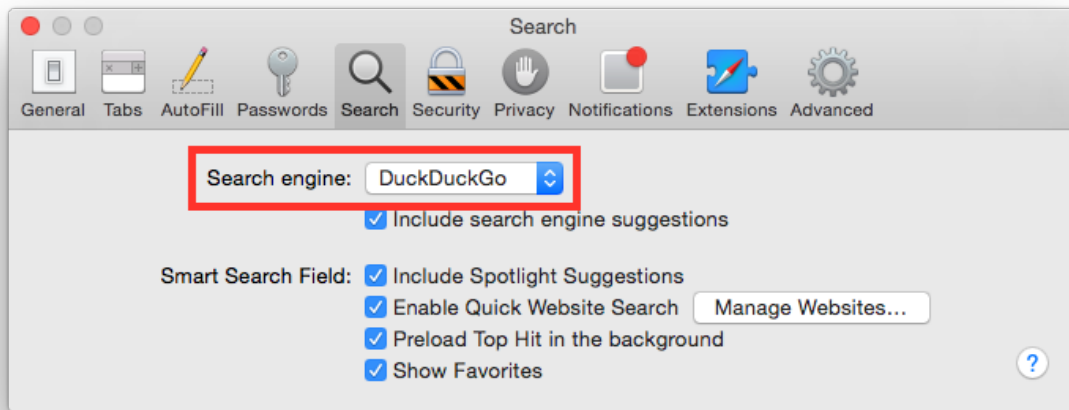 Search
General Tabs AutoFill Passwords Search Security Privacy Notifications Extensions Advanced
Search engine: DuckDuckGo
Include search engine suggestions
Smart Search Field: Include Spotlight Suggestions
Enable Quick Website Search Manage Websites...
Preload Top Hit in the background
Show Favorites
?